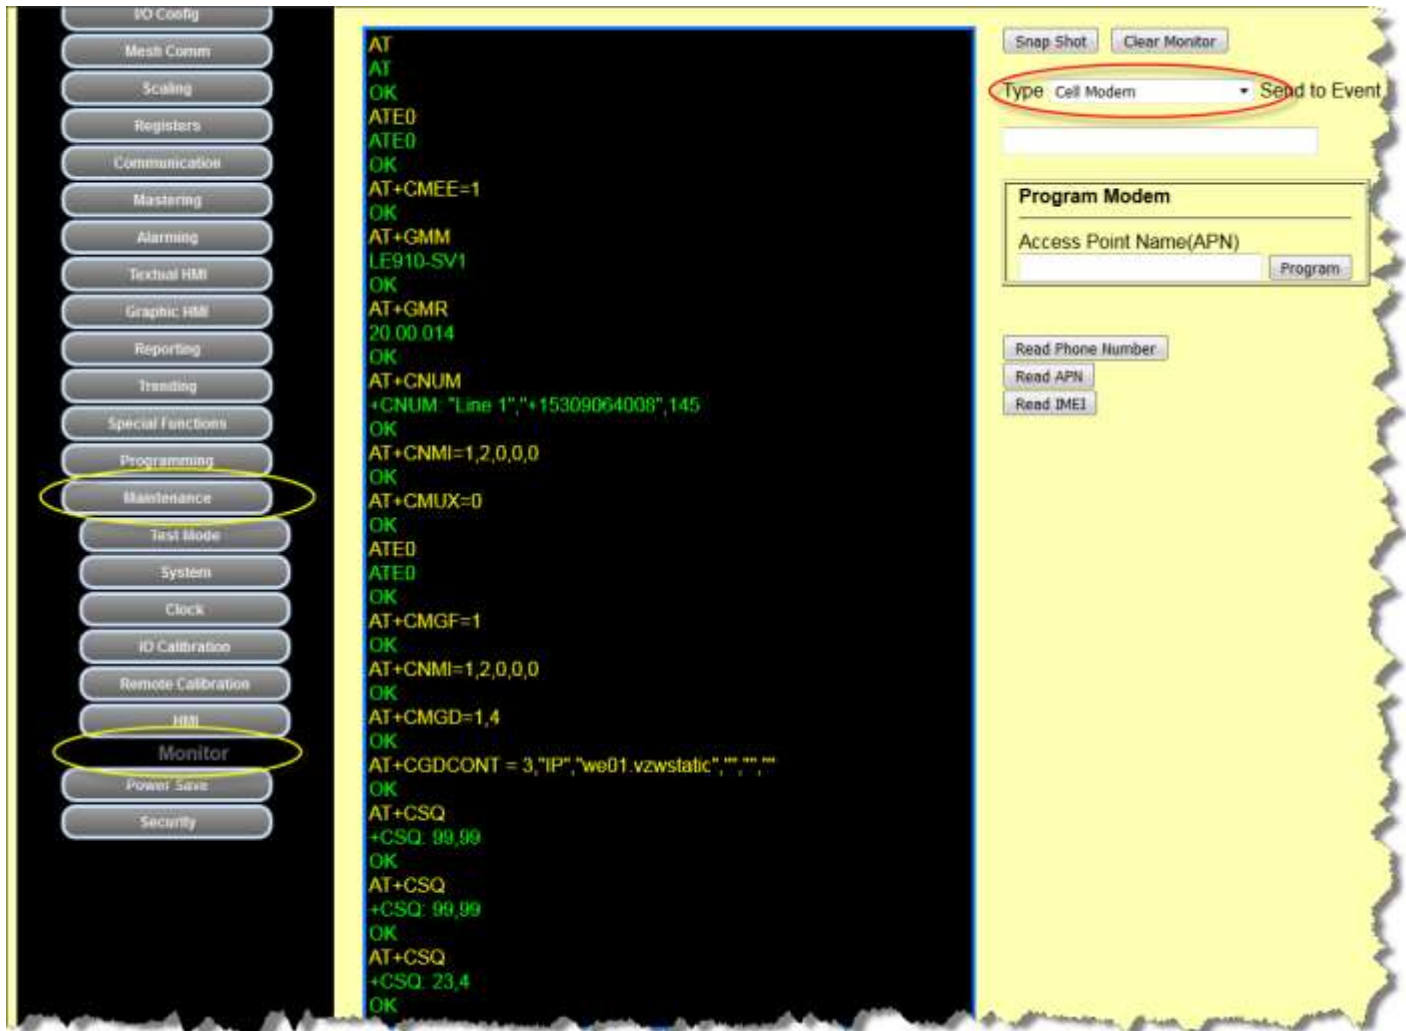 I/O Config
Mesh Comm
Scaling
Registers
Communication
Mastering
Alarming
Textual HMI
Graphic HMI
Reporting
Trending
Special Functions
Programming
Maintenance
Test Mode
System
Clock
IO Calibration
Remote Calibration
HMI
Monitor
Power Save
Security
AT
AT
OK
ATE0
ATE0
OK
AT+CMEE=1
OK
AT+GMM
LE910-SV1
OK
AT+GMR
20.00.014
OK
AT+CNUM
+CNUM: "Line 1","+15309064008",145
OK
AT+CNMI=1,2,0,0,0
OK
AT+CMUX=0
OK
ATE0
ATE0
OK
AT+CMGF=1
OK
AT+CNMI=1,2,0,0,0
OK
AT+CMGD=1,4
OK
AT+CGDCONT = 3,"IP","we01.vzwstatic","","",""
OK
AT+CSQ
+CSQ: 99,99
OK
AT+CSQ
+CSQ: 99,99
OK
AT+CSQ
+CSQ: 23,4
OK
Snap Shot Clear Monitor
Type Cell Modem Send to Event
Program Modem
Access Point Name(APN)
Program
Read Phone Number
Read APN
Read IMEI